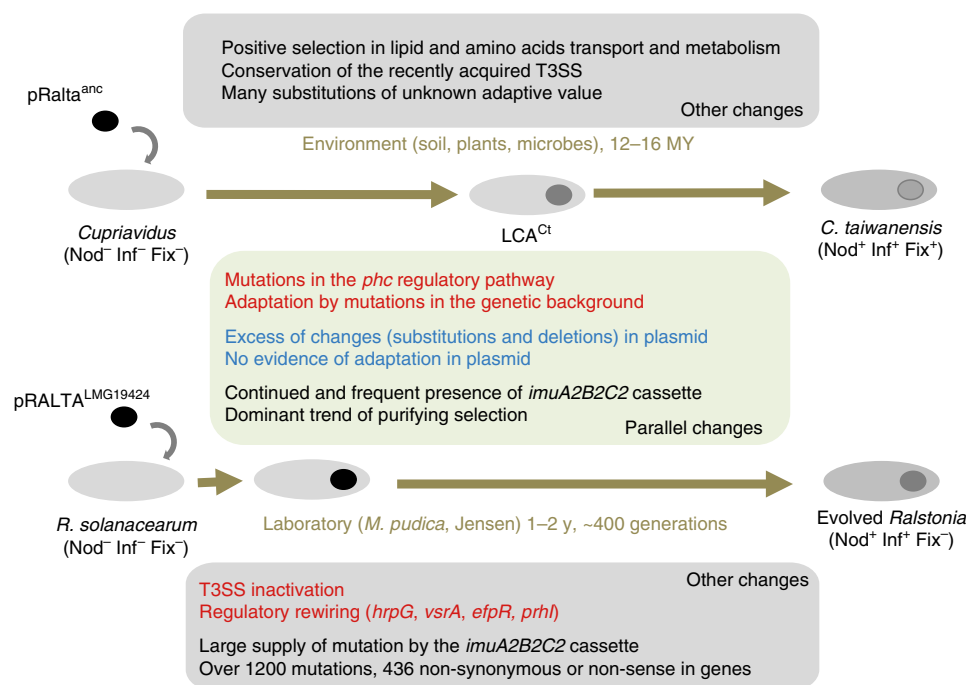 Positive selection in lipid and amino acids transport and metabolism
Conservation of the recently acquired T3SS
Many substitutions of unknown adaptive value
Other changes
pRalta^anc
Environment (soil, plants, microbes), 12–16 MY
Cupriavidus
(Nod⁻ Inf⁻ Fix⁻)
LCA^Ct
C. taiwanensis
(Nod⁺ Inf⁺ Fix⁺)
Mutations in the phc regulatory pathway
Adaptation by mutations in the genetic background
Excess of changes (substitutions and deletions) in plasmid
No evidence of adaptation in plasmid
Continued and frequent presence of imuA2B2C2 cassette
Dominant trend of purifying selection
Parallel changes
pRALTA^LMG19424
R. solanacearum
(Nod⁻ Inf⁻ Fix⁻)
Laboratory (M. pudica, Jensen) 1–2 y, ~400 generations
Evolved Ralstonia
(Nod⁺ Inf⁺ Fix⁻)
Other changes
T3SS inactivation
Regulatory rewiring (hrpG, vsrA, efpR, prhI)
Large supply of mutation by the imuA2B2C2 cassette
Over 1200 mutations, 436 non-synonymous or non-sense in genes